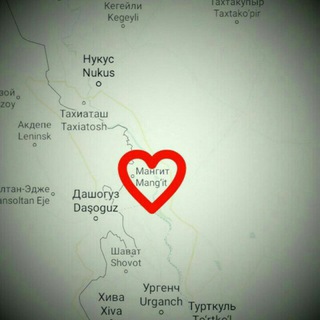 Кегейли
Kegeyli
Тахтакупыр
Taxtako'pir
Нукус
Nukus
Тахиаташ
Taxiatosh
Акдепе
Leninsk
Мангит
Mang'it
Дашогуз
Daşoguz
Шават
Shovot
Ургенч
Urganch
Хива
Xiva
Турткуль